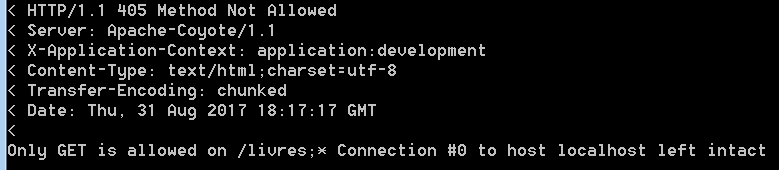 < HTTP/1.1 405 Method Not Allowed
< Server: Apache-Coyote/1.1
< X-Application-Context: application:development
< Content-Type: text/html;charset=utf-8
< Transfer-Encoding: chunked
< Date: Thu, 31 Aug 2017 18:17:17 GMT
<
Only GET is allowed on /livres;* Connection #0 to host localhost left intact